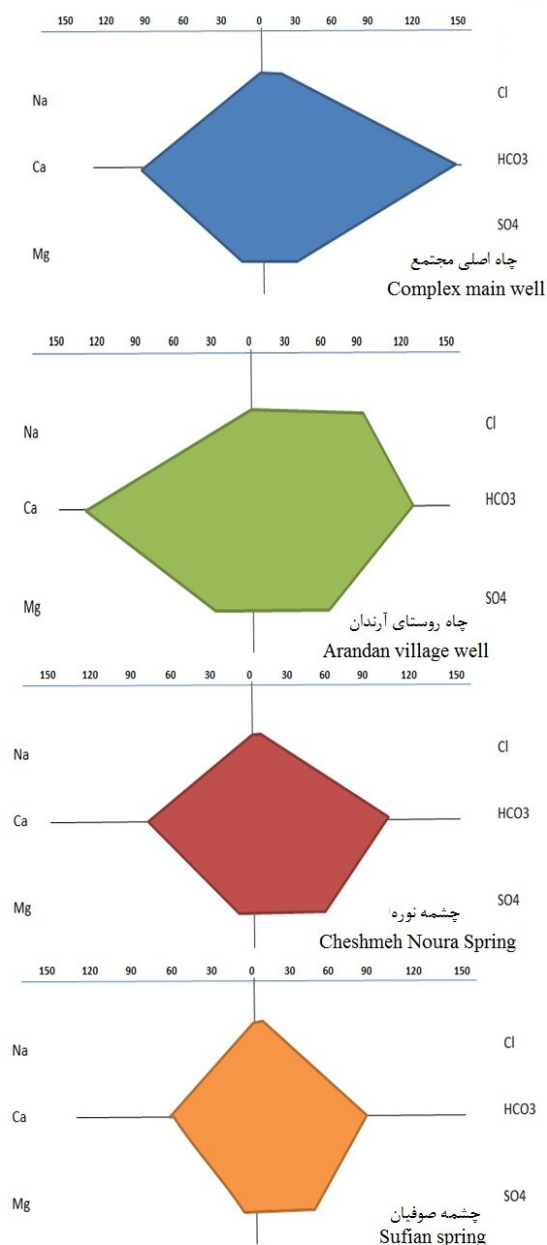 150 120 90 60 30 0 30 60 90 120 150
Na
Cl
Ca
HCO3
SO4
Mg
چاه اصلی مجتمع
Complex main well
150 120 90 60 30 0 30 60 90 120 150
Na
Cl
Ca
HCO3
Mg
SO4
چاه روستای آرندان
Arandan village well
150 120 90 60 30 0 30 60 90 120 150
Na
Cl
Ca
HCO3
Mg
SO4
چشمه نوره
Cheshmeh Noura Spring
150 120 90 60 30 0 30 60 90 120 150
Na
Cl
Ca
HCO3
Mg
SO4
چشمه صوفیان
Sufian spring